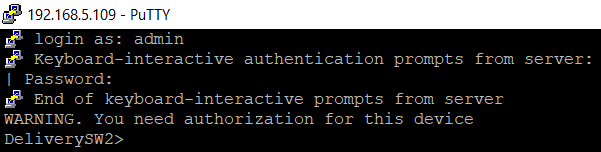 192.168.5.109 - PuTTY
login as: admin
Keyboard-interactive authentication prompts from server:
| Password:
End of keyboard-interactive prompts from server
WARNING. You need authorization for this device
DeliverySW2>